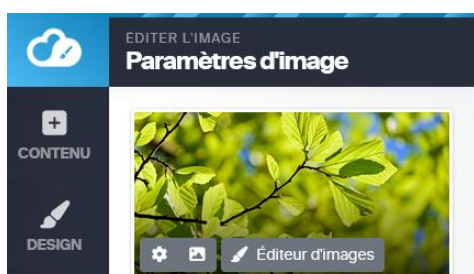 ÉDITER L'IMAGE
Paramètres d'image
CONTENU
DESIGN
Éditeur d'images